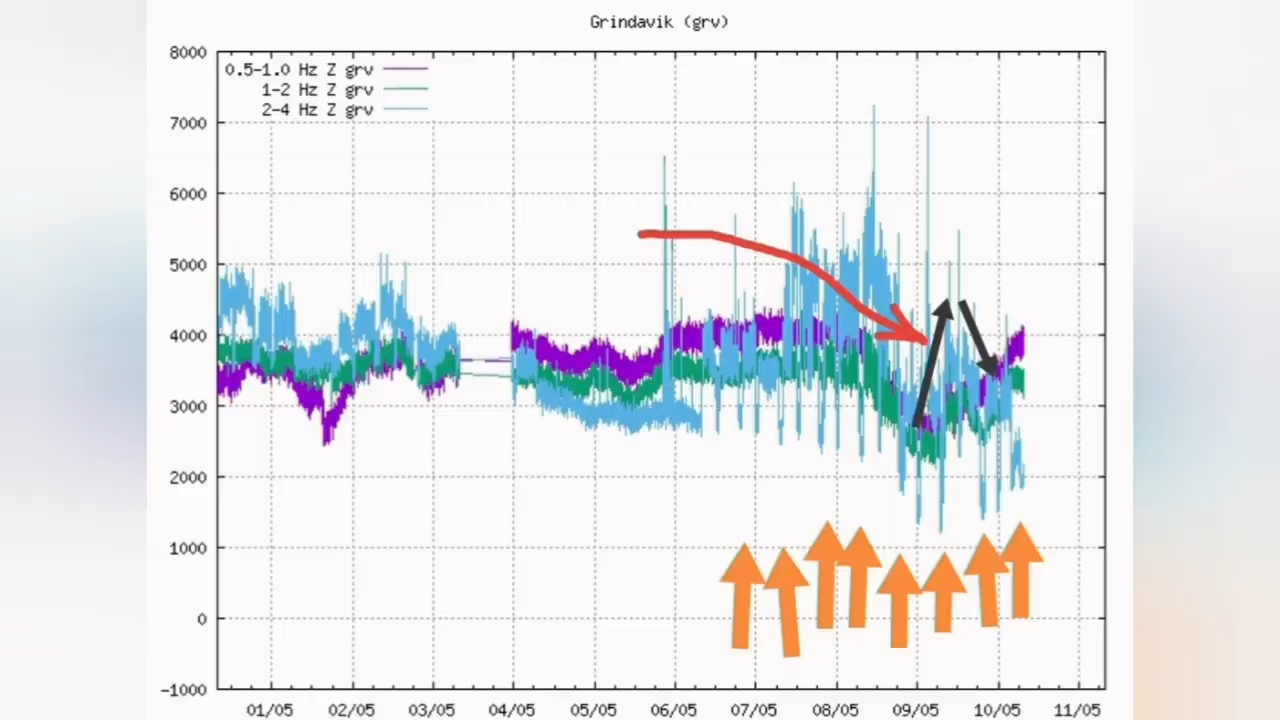 Grindavik (grv)
8000
0.5-1.0 Hz Z grv
1-2 Hz Z grv
2-4 Hz Z grv
7000
6000
5000
4000
3000
2000
1000
0
-1000
01/05 02/05 03/05 04/05 05/05 06/05 07/05 08/05 09/05 10/05 11/05